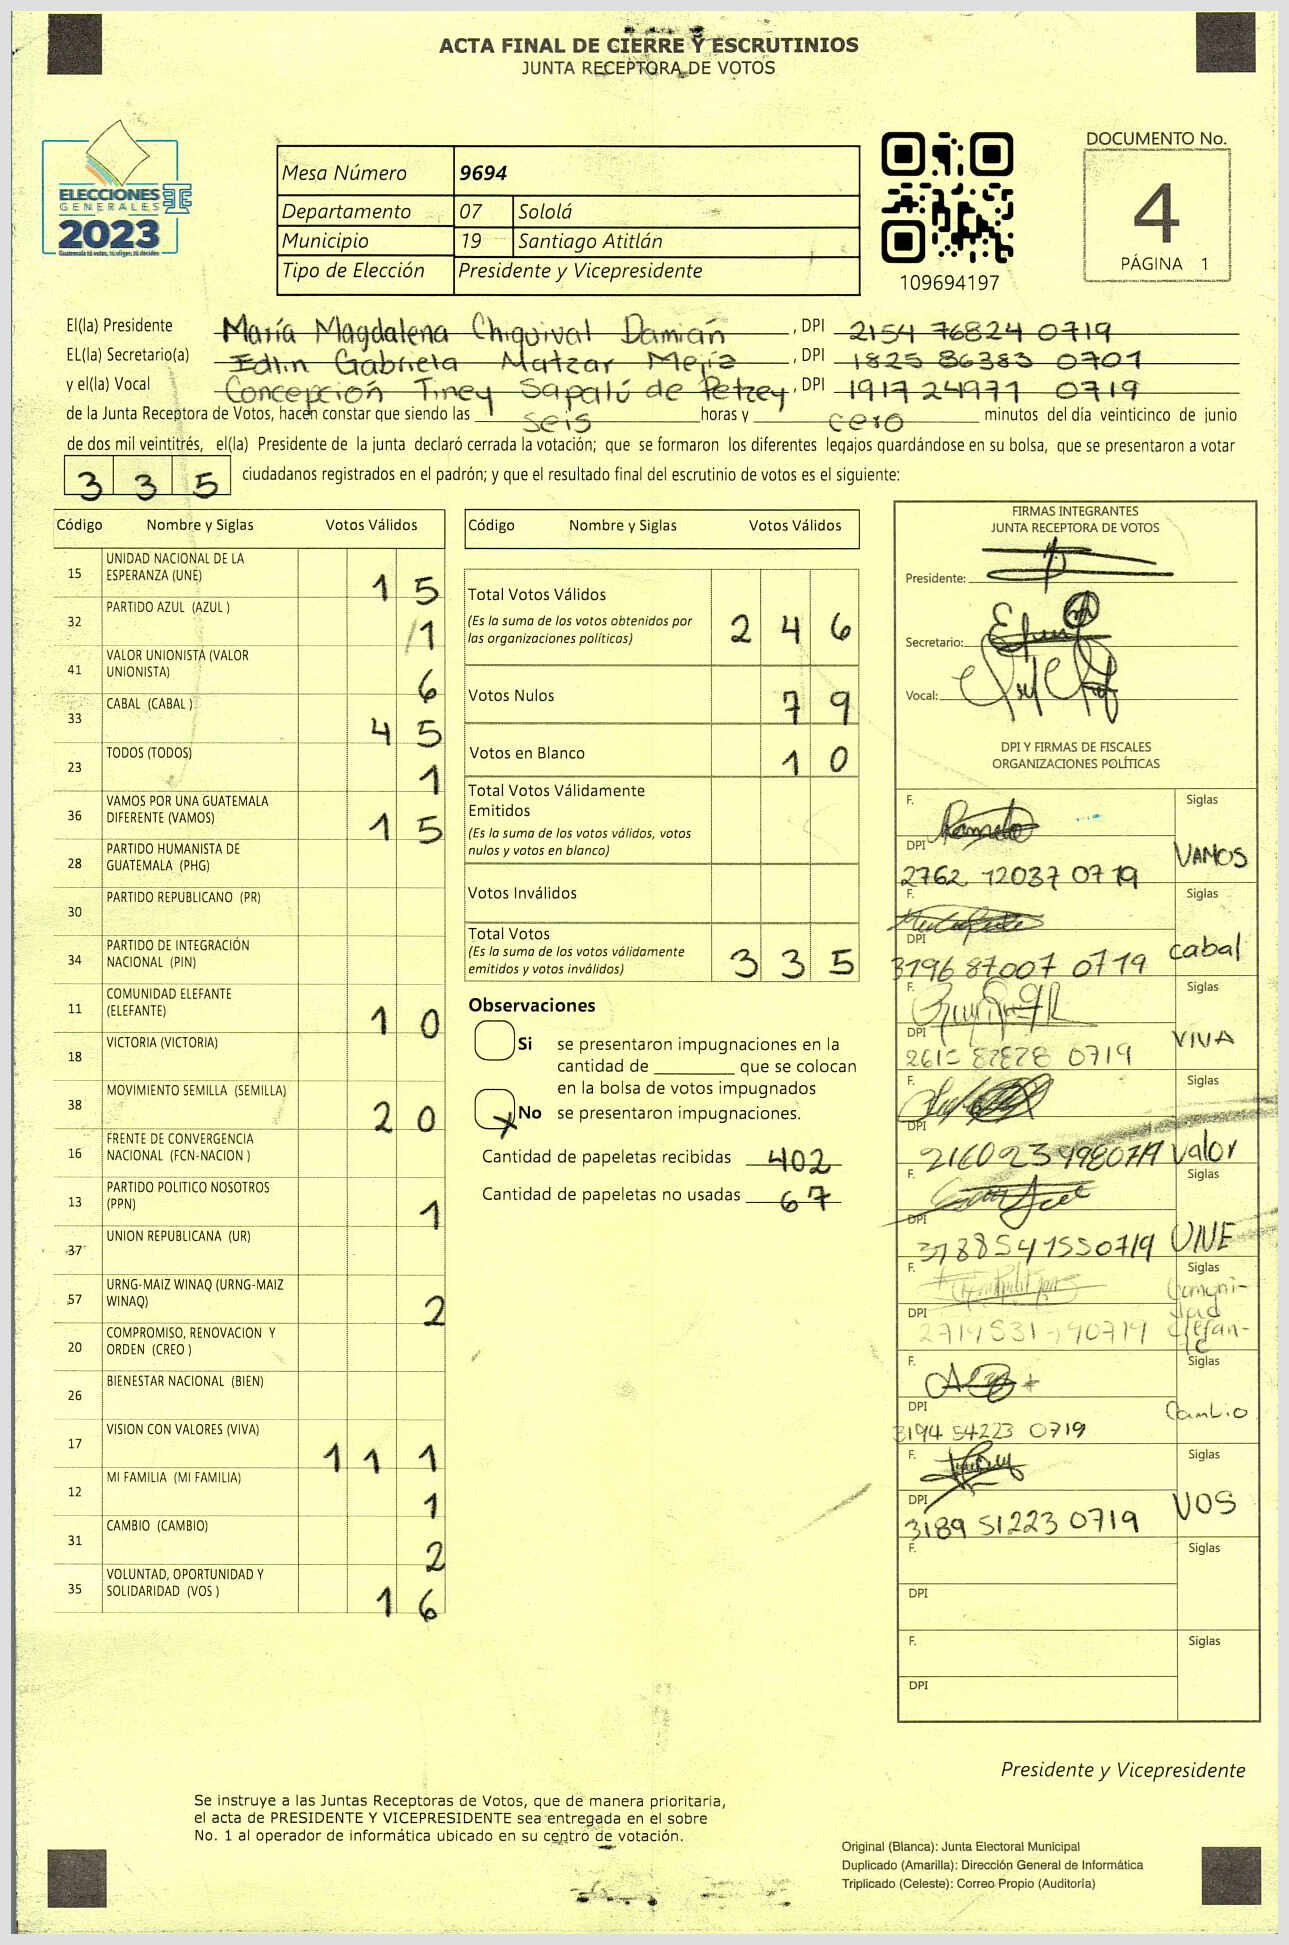 ACTA FINAL DE CIERRE Y ESCRUTINIOS
JUNTA RECEPTORA DE VOTOS
ELECCIONES
GENERALES
2023
Guatemala tú votas, tú eliges, tú decides
Mesa Número 9694
Departamento 07 Sololá
Municipio 19 Santiago Atitlán
Tipo de Elección Presidente y Vicepresidente
109694197
DOCUMENTO No.
4
PÁGINA 1
El(la) Presidente María Magdalena Chiquival Damián, DPI 2154 76824 0719
EL(la) Secretario(a) Edlin Gabriela Matzar Mejía, DPI 1825 86383 0701
y el(la) Vocal Concepción Tiney Sapalú de Petzey, DPI 1917 24971 0719
de la Junta Receptora de Votos, hacen constar que siendo las seis horas y cero minutos del día veinticinco de junio
de dos mil veintitrés, el(la) Presidente de la junta declaró cerrada la votación; que se formaron los diferentes legajos guardándose en su bolsa, que se presentaron a votar
335 ciudadanos registrados en el padrón; y que el resultado final del escrutinio de votos es el siguiente:
Código Nombre y Siglas Votos Válidos
15 UNIDAD NACIONAL DE LA ESPERANZA (UNE) 15
32 PARTIDO AZUL (AZUL ) 1
41 VALOR UNIONISTA (VALOR UNIONISTA) 6
33 CABAL (CABAL ) 45
23 TODOS (TODOS) 1
36 VAMOS POR UNA GUATEMALA DIFERENTE (VAMOS) 15
28 PARTIDO HUMANISTA DE GUATEMALA (PHG)
30 PARTIDO REPUBLICANO (PR)
34 PARTIDO DE INTEGRACIÓN NACIONAL (PIN)
11 COMUNIDAD ELEFANTE (ELEFANTE) 10
18 VICTORIA (VICTORIA)
38 MOVIMIENTO SEMILLA (SEMILLA) 20
16 FRENTE DE CONVERGENCIA NACIONAL (FCN-NACION )
13 PARTIDO POLITICO NOSOTROS (PPN) 1
37 UNION REPUBLICANA (UR)
57 URNG-MAIZ WINAQ (URNG-MAIZ WINAQ) 2
20 COMPROMISO, RENOVACION Y ORDEN (CREO )
26 BIENESTAR NACIONAL (BIEN)
17 VISION CON VALORES (VIVA) 111
12 MI FAMILIA (MI FAMILIA) 1
31 CAMBIO (CAMBIO) 2
35 VOLUNTAD, OPORTUNIDAD Y SOLIDARIDAD (VOS ) 16
Código Nombre y Siglas Votos Válidos
Total Votos Válidos 246
(Es la suma de los votos obtenidos por
las organizaciones políticas)
Votos Nulos 79
Votos en Blanco 10
Total Votos Válidamente
Emitidos
(Es la suma de los votos válidos, votos
nulos y votos en blanco)
Votos Inválidos
Total Votos 335
(Es la suma de los votos válidamente
emitidos y votos inválidos)
Observaciones
Si se presentaron impugnaciones en la
cantidad de ________ que se colocan
en la bolsa de votos impugnados
X No se presentaron impugnaciones.
Cantidad de papeletas recibidas 402
Cantidad de papeletas no usadas 67
FIRMAS INTEGRANTES
JUNTA RECEPTORA DE VOTOS
Presidente:
Secretario:
Vocal:
DPI Y FIRMAS DE FISCALES
ORGANIZACIONES POLÍTICAS
F. Siglas
DPI VAMOS
2762 12037 0719
F. Siglas
DPI cabal
3196 87007 0719
F. Siglas
DPI VIVA
0719
F. Siglas
DPI valor
F. Siglas
DPI UNE
3788541550719
F. Siglas
DPI Comuni-
dad
elefan-
te
F. Siglas
DPI Cambio
3194 54223 0719
F. Siglas
DPI VOS
3189 51223 0719
F. Siglas
DPI
F. Siglas
DPI
Presidente y Vicepresidente
Se instruye a las Juntas Receptoras de Votos, que de manera prioritaria,
el acta de PRESIDENTE Y VICEPRESIDENTE sea entregada en el sobre
No. 1 al operador de informática ubicado en su centro de votación.
Original (Blanca): Junta Electoral Municipal
Duplicado (Amarilla): Dirección General de Informática
Triplicado (Celeste): Correo Propio (Auditoría)